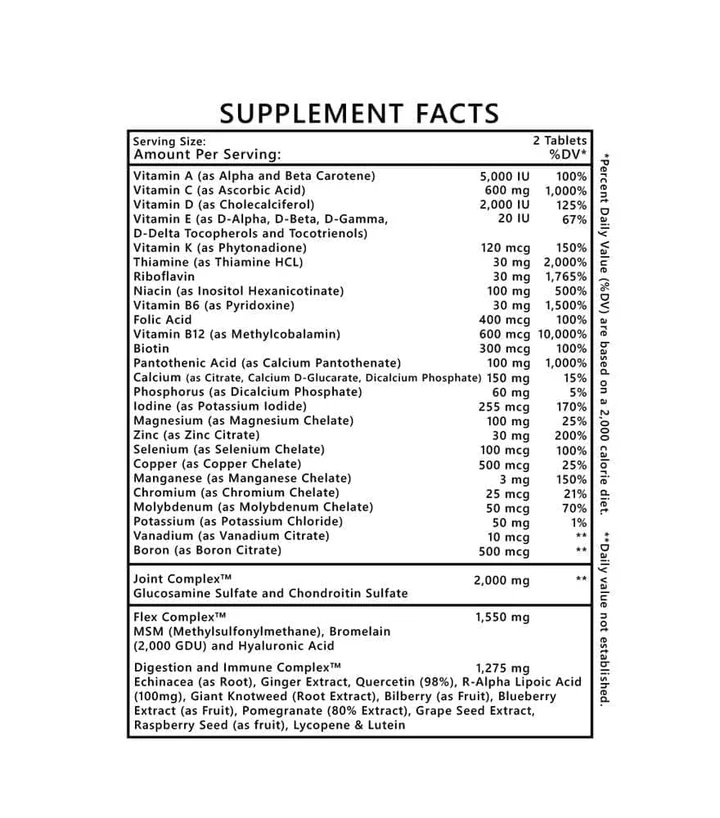 SUPPLEMENT FACTS
Serving Size: 2 Tablets
Amount Per Serving: %DV*
Vitamin A (as Alpha and Beta Carotene) 5,000 IU 100%
Vitamin C (as Ascorbic Acid) 600 mg 1,000%
Vitamin D (as Cholecalciferol) 2,000 IU 125%
Vitamin E (as D-Alpha, D-Beta, D-Gamma, 20 IU 67%
D-Delta Tocopherols and Tocotrienols)
Vitamin K (as Phytonadione) 120 mcg 150%
Thiamine (as Thiamine HCL) 30 mg 2,000%
Riboflavin 30 mg 1,765%
Niacin (as Inositol Hexanicotinate) 100 mg 500%
Vitamin B6 (as Pyridoxine) 30 mg 1,500%
Folic Acid 400 mcg 100%
Vitamin B12 (as Methylcobalamin) 600 mcg 10,000%
Biotin 300 mcg 100%
Pantothenic Acid (as Calcium Pantothenate) 100 mg 1,000%
Calcium (as Citrate, Calcium D-Glucarate, Dicalcium Phosphate) 150 mg 15%
Phosphorus (as Dicalcium Phosphate) 60 mg 5%
Iodine (as Potassium Iodide) 255 mcg 170%
Magnesium (as Magnesium Chelate) 100 mg 25%
Zinc (as Zinc Citrate) 30 mg 200%
Selenium (as Selenium Chelate) 100 mcg 100%
Copper (as Copper Chelate) 500 mcg 25%
Manganese (as Manganese Chelate) 3 mg 150%
Chromium (as Chromium Chelate) 25 mcg 21%
Molybdenum (as Molybdenum Chelate) 50 mcg 70%
Potassium (as Potassium Chloride) 50 mg 1%
Vanadium (as Vanadium Citrate) 10 mcg **
Boron (as Boron Citrate) 500 mcg **
Joint Complex™ 2,000 mg **
Glucosamine Sulfate and Chondroitin Sulfate
Flex Complex™ 1,550 mg
MSM (Methylsulfonylmethane), Bromelain
(2,000 GDU) and Hyaluronic Acid
Digestion and Immune Complex™ 1,275 mg
Echinacea (as Root), Ginger Extract, Quercetin (98%), R-Alpha Lipoic Acid
(100mg), Giant Knotweed (Root Extract), Bilberry (as Fruit), Blueberry
Extract (as Fruit), Pomegranate (80% Extract), Grape Seed Extract,
Raspberry Seed (as fruit), Lycopene & Lutein
*Percent Daily Value (%DV) are based on a 2,000 calorie diet. **Daily value not established.